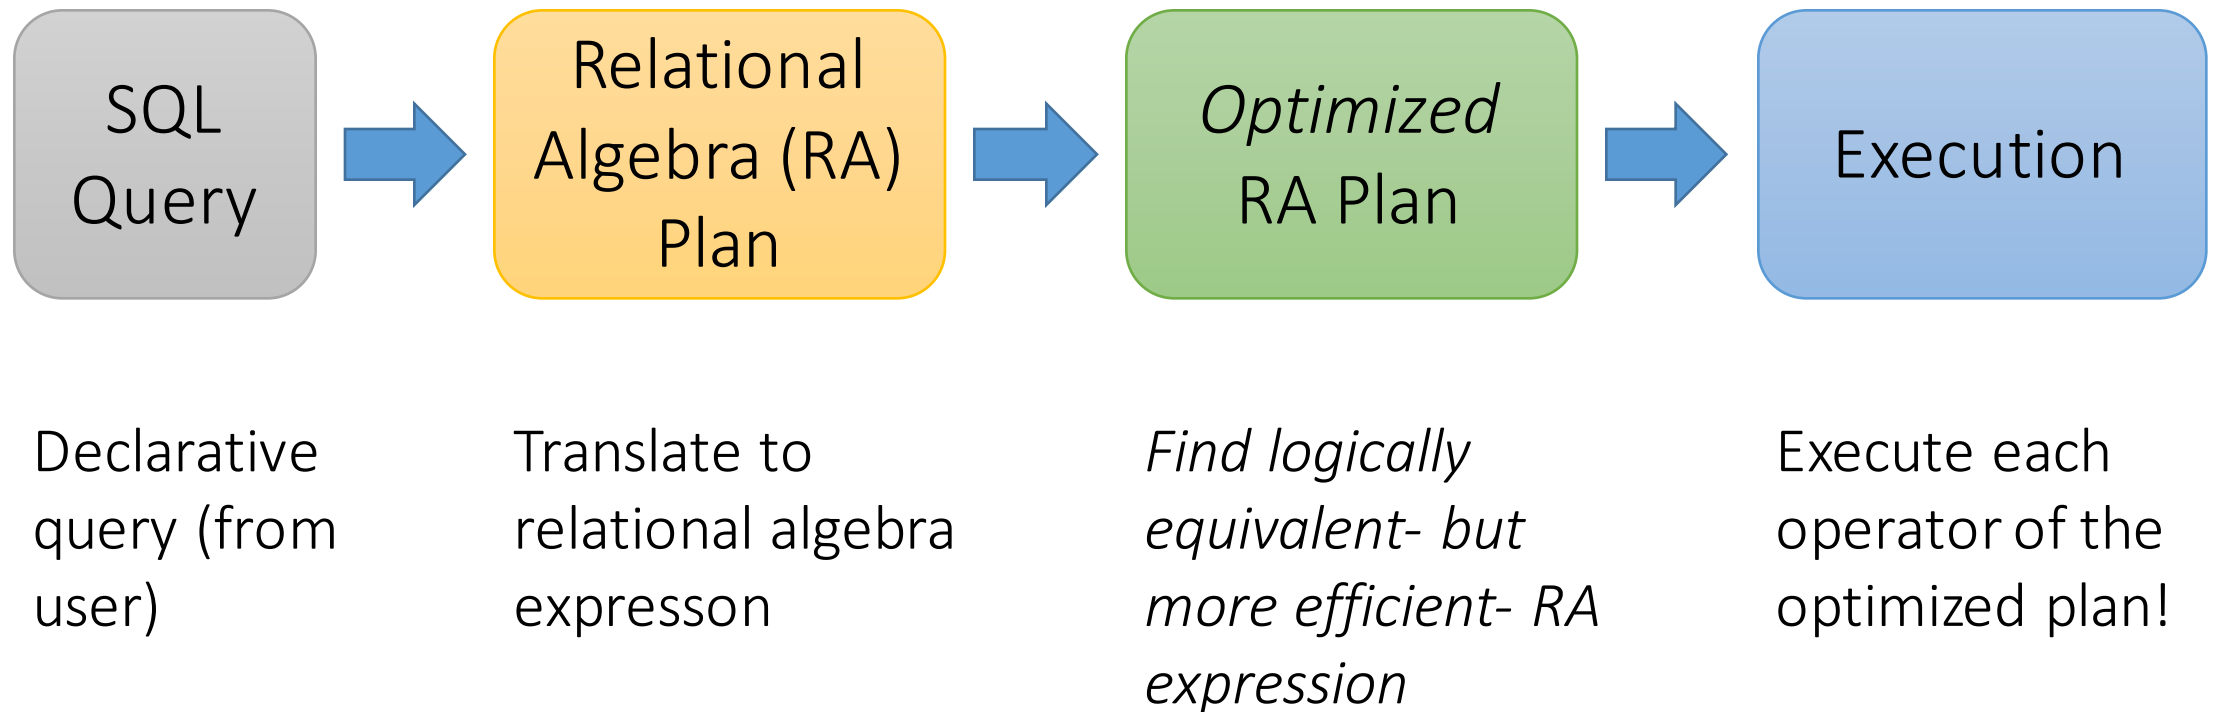 SQL
Query
Relational
Algebra (RA)
Plan
Optimized
RA Plan
Execution
Declarative
query (from
user)
Translate to
relational algebra
expresson
Find logically
equivalent- but
more efficient- RA
expression
Execute each
operator of the
optimized plan!